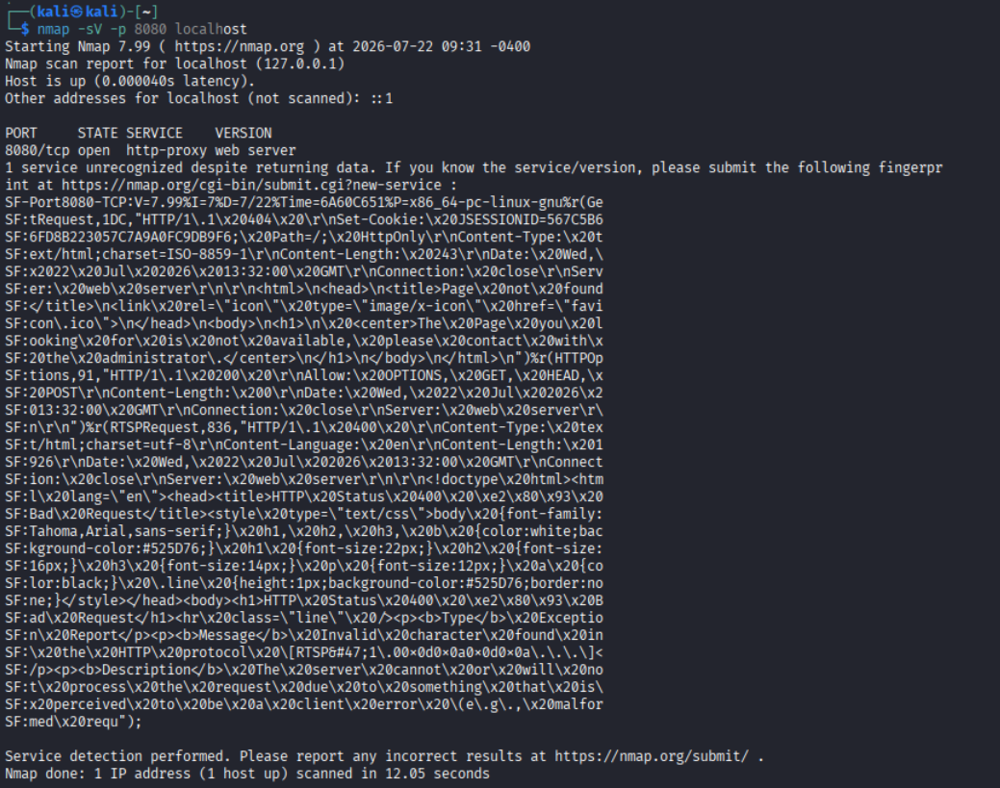 (kali㉿kali)-[~]
$ nmap -sV -p 8080 localhost
Starting Nmap 7.99 ( https://nmap.org ) at 2026-07-22 09:31 -0400
Nmap scan report for localhost (127.0.0.1)
Host is up (0.000040s latency).
Other addresses for localhost (not scanned): ::1
PORT     STATE SERVICE    VERSION
8080/tcp open  http-proxy web server
1 service unrecognized despite returning data. If you know the service/version, please submit the following fingerpr
int at https://nmap.org/cgi-bin/submit.cgi?new-service :
SF-Port8080-TCP:V=7.99%I=7%D=7/22%Time=6A60C651%P=x86_64-pc-linux-gnu%r(Ge
SF:tRequest,1DC,"HTTP/1\.1\x20404\x20\r\nSet-Cookie:\x20JSESSIONID=567C5B6
SF:6FD8B223057C7A9A0FC9DB9F6;\x20Path=/;\x20HttpOnly\r\nContent-Type:\x20t
SF:ext/html;charset=ISO-8859-1\r\nContent-Length:\x20243\r\nDate:\x20Wed,\
SF:x2022\x20Jul\x202026\x2013:32:00\x20GMT\r\nConnection:\x20close\r\nServ
SF:er:\x20web\x20server\r\n\r\n<html>\n<head>\n<title>Page\x20not\x20found
SF:</title>\n<link\x20rel=\"icon\"\x20type=\"image/x-icon\"\x20href=\"favi
SF:con\.ico\">\n</head>\n<body>\n<h1>\n\x20<center>The\x20Page\x20you\x20l
SF:ooking\x20for\x20is\x20not\x20available,\x20please\x20contact\x20with\x
SF:20the\x20administrator\.</center>\n</h1>\n</body>\n</html>\n")%r(HTTPOp
SF:tions,91,"HTTP/1\.1\x20200\x20\r\nAllow:\x20OPTIONS,\x20GET,\x20HEAD,\x
SF:20POST\r\nContent-Length:\x200\r\nDate:\x20Wed,\x2022\x20Jul\x202026\x2
SF:013:32:00\x20GMT\r\nConnection:\x20close\r\nServer:\x20web\x20server\r\
SF:n\r\n")%r(RTSPRequest,836,"HTTP/1\.1\x20400\x20\r\nContent-Type:\x20tex
SF:t/html;charset=utf-8\r\nContent-Language:\x20en\r\nContent-Length:\x201
SF:926\r\nDate:\x20Wed,\x2022\x20Jul\x202026\x2013:32:00\x20GMT\r\nConnect
SF:ion:\x20close\r\nServer:\x20web\x20server\r\n\r\n<!doctype\x20html><htm
SF:l\x20lang=\"en\"><head><title>HTTP\x20Status\x20400\x20\xe2\x80\x93\x20
SF:Bad\x20Request</title><style\x20type=\"text/css\">body\x20{font-family:
SF:Tahoma,Arial,sans-serif;}\x20h1,\x20h2,\x20h3,\x20b\x20{color:white;bac
SF:kground-color:#525D76;}\x20h1\x20{font-size:22px;}\x20h2\x20{font-size:
SF:16px;}\x20h3\x20{font-size:14px;}\x20p\x20{font-size:12px;}\x20a\x20{co
SF:lor:black;}\x20\.line\x20{height:1px;background-color:#525D76;border:no
SF:ne;}</style></head><body><h1>HTTP\x20Status\x20400\x20\xe2\x80\x93\x20B
SF:ad\x20Request</h1><hr\x20class=\"line\"\x20/><p><b>Type</b>\x20Exceptio
SF:n\x20Report</p><p><b>Message</b>\x20Invalid\x20character\x20found\x20in
SF:\x20the\x20HTTP\x20protocol\x20\[RTSP&#47;1\.00x0d0x0a0x0d0x0a\.\.\.\]<
SF:/p><p><b>Description</b>\x20The\x20server\x20cannot\x20or\x20will\x20no
SF:t\x20process\x20the\x20request\x20due\x20to\x20something\x20that\x20is\
SF:x20perceived\x20to\x20be\x20a\x20client\x20error\x20\(e\.g\.,\x20malfor
SF:med\x20requ");
Service detection performed. Please report any incorrect results at https://nmap.org/submit/ .
Nmap done: 1 IP address (1 host up) scanned in 12.05 seconds